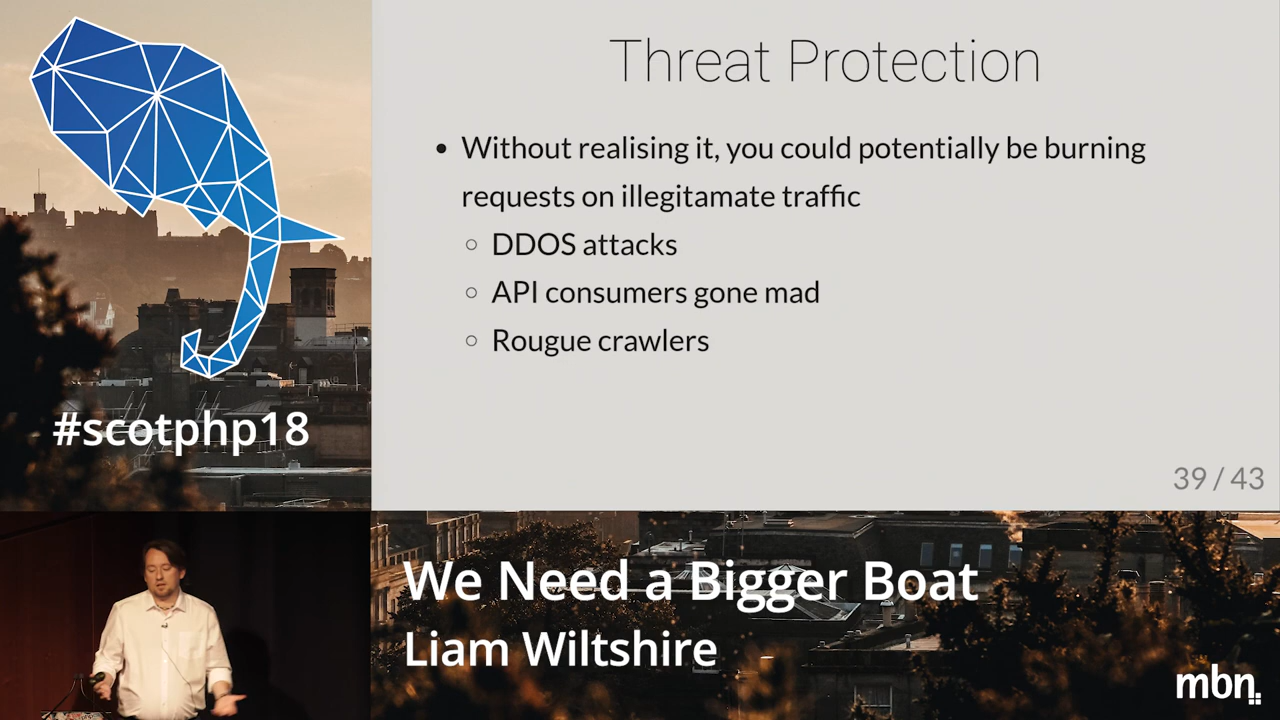 Threat Protection
Without realising it, you could potentially be burning
requests on illegitamate traffic
DDOS attacks
API consumers gone mad
Rougue crawlers
39 / 43
#scotphp18
We Need a Bigger Boat
Liam Wiltshire
mbn